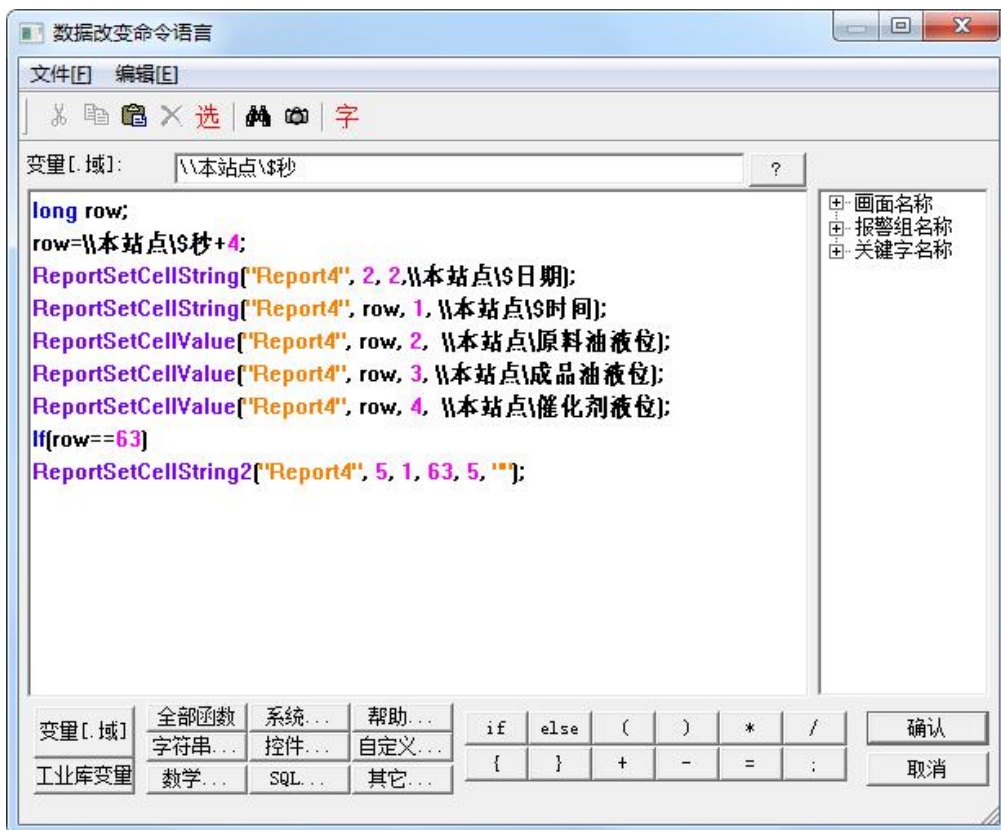 数据改变命令语言
文件[F] 编辑[E]
选 字
变量[.域]: \\本站点\$秒 ?
long row;
row=\\本站点\$秒+4;
ReportSetCellString("Report4", 2, 2,\\本站点\$日期);
ReportSetCellString("Report4", row, 1, \\本站点\$时间);
ReportSetCellValue("Report4", row, 2, \\本站点\原料油液位);
ReportSetCellValue("Report4", row, 3, \\本站点\成品油液位);
ReportSetCellValue("Report4", row, 4, \\本站点\催化剂液位);
If(row==63)
ReportSetCellString2("Report4", 5, 1, 63, 5, "");
画面名称
报警组名称
关键字名称
变量[.域] 全部函数 系统... 帮助... if else ( ) * / 确认
字符串... 控件... 自定义...
工业库变量 数学... SQL... 其它... { } + - = ; 取消